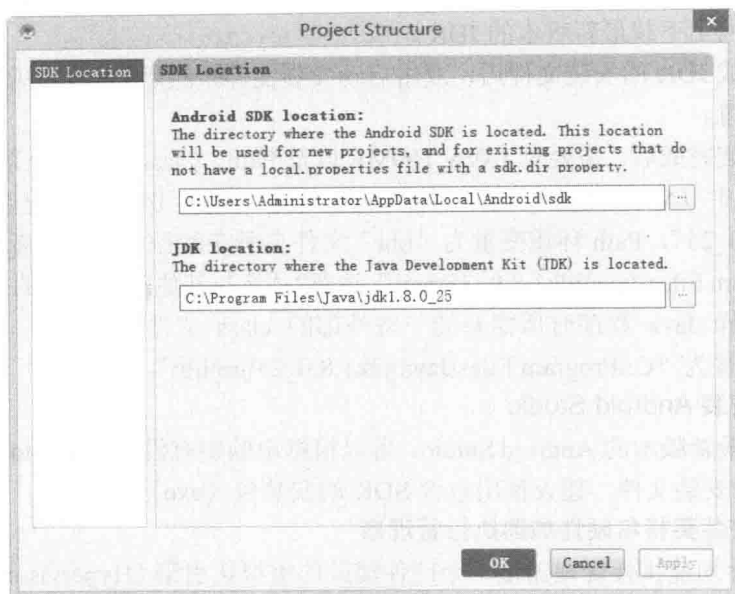 Project Structure
SDK Location
SDK Location
Android SDK location:
The directory where the Android SDK is located. This location
will be used for new projects, and for existing projects that do
not have a local.properties file with a sdk.dir property.
C:\Users\Administrator\AppData\Local\Android\sdk
...
JDK location:
The directory where the Java Development Kit (JDK) is located.
C:\Program Files\Java\jdk1.8.0_25
...
OK
Cancel
Apply